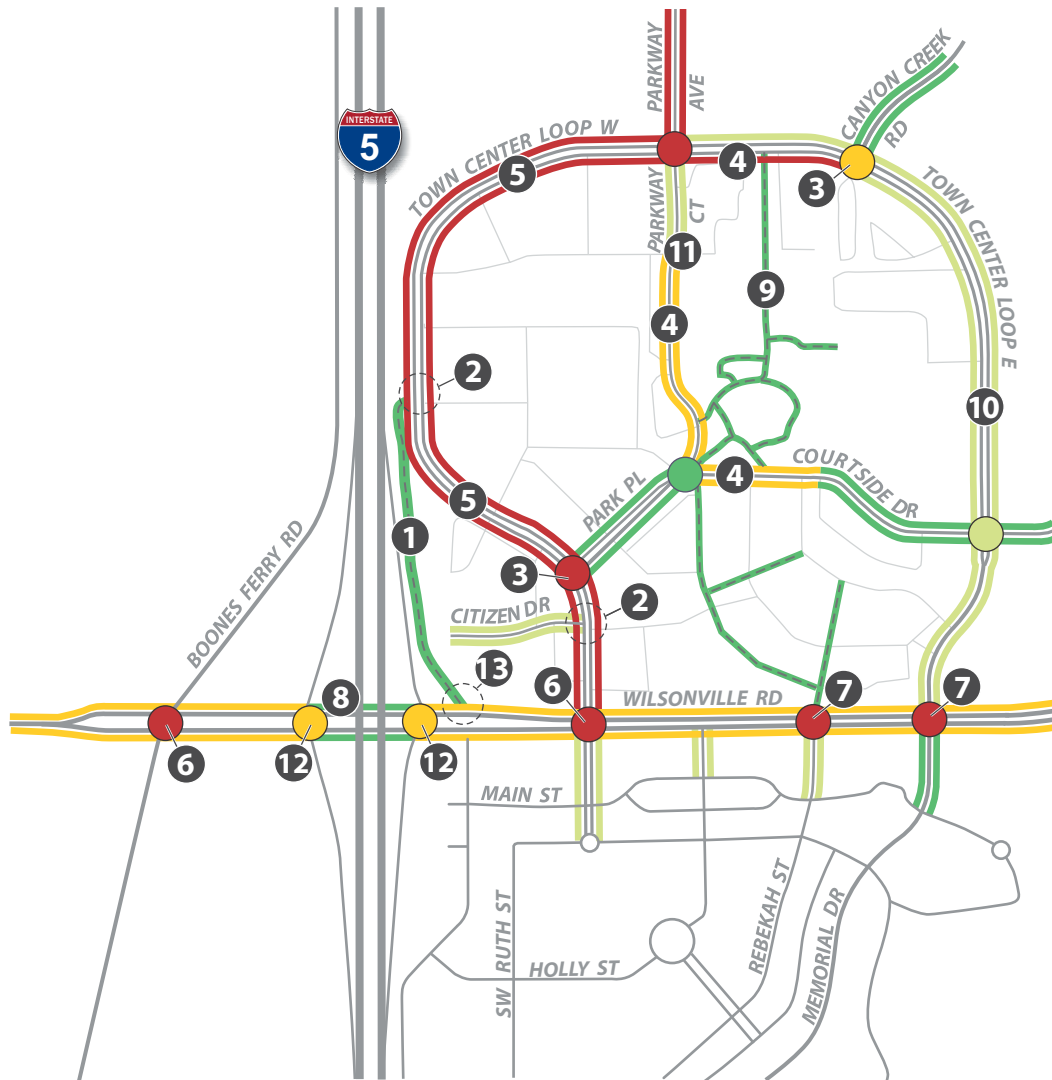 PARKWAY
AVE
CANYON CREEK
RD
INTERSTATE
5
TOWN CENTER LOOP W
5
4
3
TOWN CENTER LOOP E
PARKWAY
CT
11
9
4
2
10
COURTSIDE DR
4
PARK PL
5
1
BOONES FERRY RD
3
CITIZEN DR
2
13
6
WILSONVILLE RD
7
7
8
6
12
12
MAIN ST
SW RUTH ST
HOLLY ST
REBEKAH ST
MEMORIAL DR